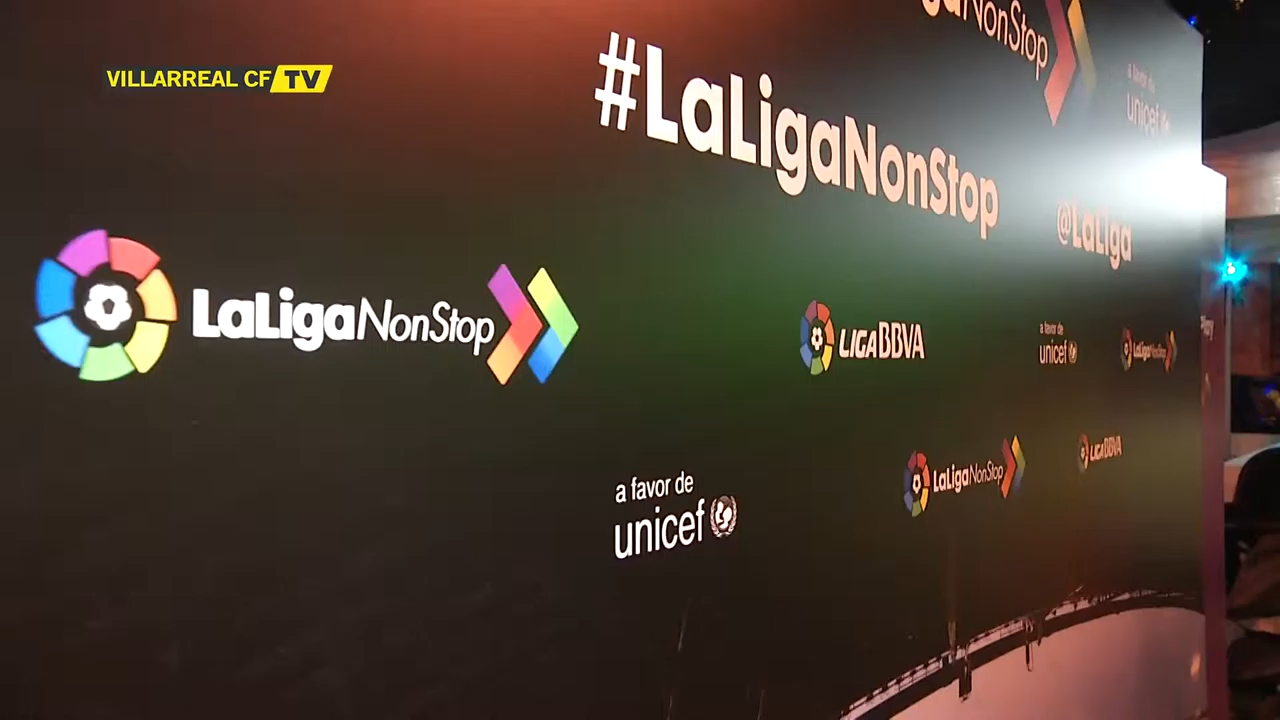 VILLARREAL CF TV
gaNonStop
a favor de
unicef
#LaLigaNonStop
@LaLiga
LaLigaNonStop
LIGABBVA
a favor de
unicef
LaLigaNonStop
LaLigaNonStop
LIGABBVA
a favor de
unicef